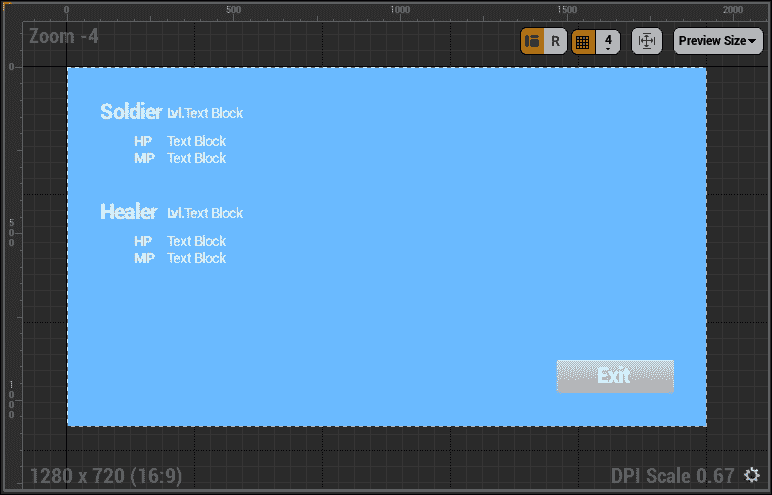 0 500 1000 1500 2000
Zoom -4
R
4
Preview Size
0
Soldier Lvl.Text Block
HP Text Block
MP Text Block
500
Healer Lvl.Text Block
HP Text Block
MP Text Block
Exit
1000
1280 x 720 (16:9)
DPI Scale 0.67